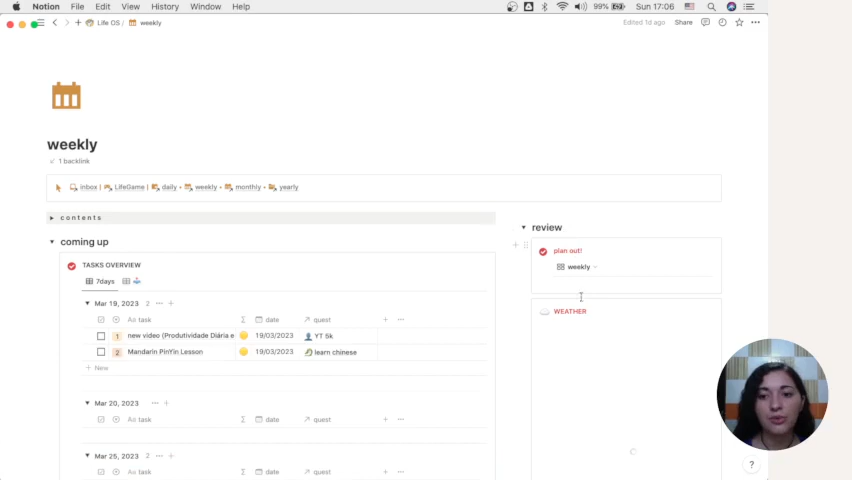 Notion File Edit View History Window Help 99% Sun 17:06
Life OS / weekly Edited 1d ago Share
weekly
1 backlink
inbox | LifeGame | daily • weekly • monthly • yearly
contents
review
coming up
plan out!
TASKS OVERVIEW
weekly
7days
Mar 19, 2023 2
WEATHER
Aa task Σ date quest
1 new video (Produtividade Diária e 19/03/2023 YT 5k
2 Mandarin PinYin Lesson 19/03/2023 learn chinese
+ New
Mar 20, 2023
Aa task Σ date quest
Mar 25, 2023 2
Aa task Σ date quest
?